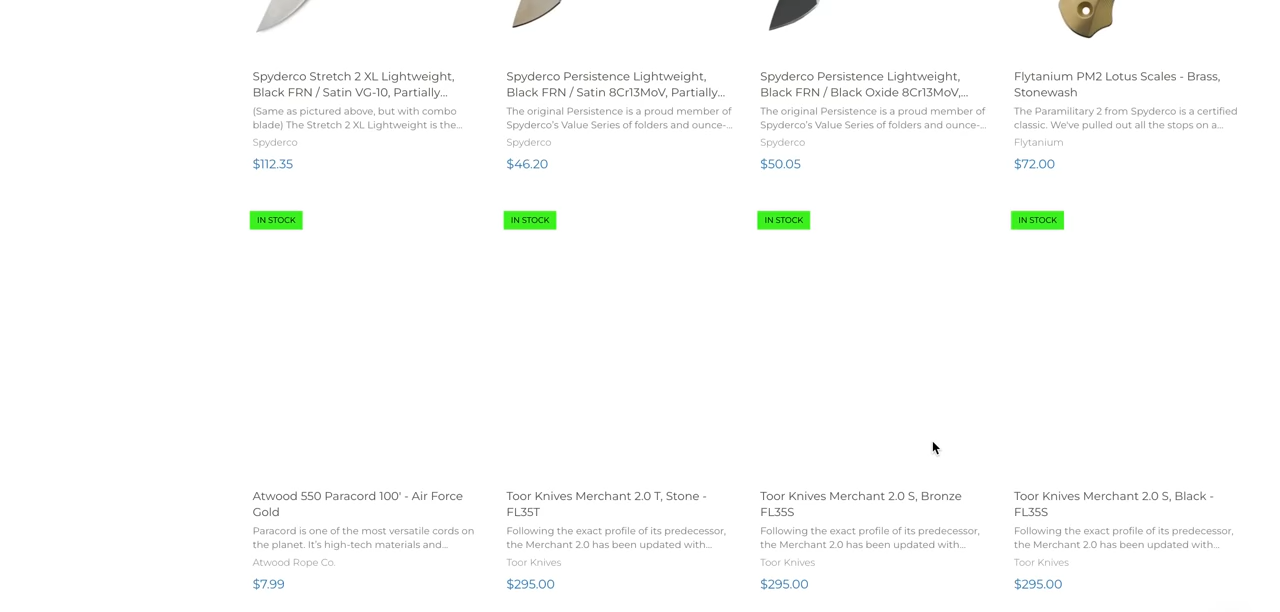 Spyderco Stretch 2 XL Lightweight,
Black FRN / Satin VG-10, Partially...
(Same as pictured above, but with combo
blade) The Stretch 2 XL Lightweight is the...
Spyderco
$112.35
Spyderco Persistence Lightweight,
Black FRN / Satin 8Cr13MoV, Partially...
The original Persistence is a proud member of
Spyderco’s Value Series of folders and ounce-...
Spyderco
$46.20
Spyderco Persistence Lightweight,
Black FRN / Black Oxide 8Cr13MoV,...
The original Persistence is a proud member of
Spyderco’s Value Series of folders and ounce-...
Spyderco
$50.05
Flytanium PM2 Lotus Scales - Brass,
Stonewash
The Paramilitary 2 from Spyderco is a certified
classic. We've pulled out all the stops on a...
Flytanium
$72.00
IN STOCK
Atwood 550 Paracord 100' - Air Force
Gold
Paracord is one of the most versatile cords on
the planet. It’s high-tech materials and...
Atwood Rope Co.
$7.99
IN STOCK
Toor Knives Merchant 2.0 T, Stone -
FL35T
Following the exact profile of its predecessor,
the Merchant 2.0 has been updated with...
Toor Knives
$295.00
IN STOCK
Toor Knives Merchant 2.0 S, Bronze
FL35S
Following the exact profile of its predecessor,
the Merchant 2.0 has been updated with...
Toor Knives
$295.00
IN STOCK
Toor Knives Merchant 2.0 S, Black -
FL35S
Following the exact profile of its predecessor,
the Merchant 2.0 has been updated with...
Toor Knives
$295.00